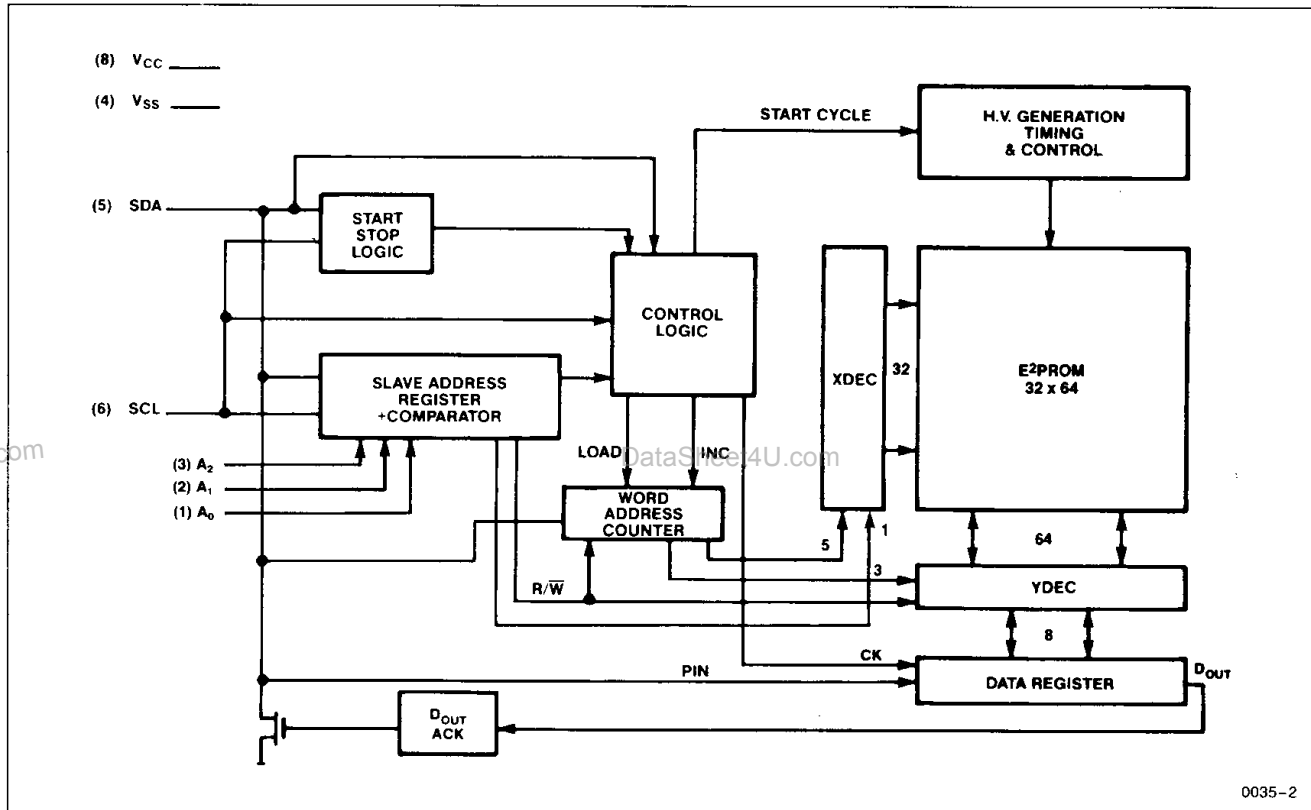 (8) VCC
(4) VSS
START CYCLE
H.V. GENERATION
TIMING
& CONTROL
(5) SDA
START
STOP
LOGIC
CONTROL
LOGIC
XDEC
32
E²PROM
32 x 64
SLAVE ADDRESS
REGISTER
+COMPARATOR
(6) SCL
(3) A₂
(2) A₁
(1) A₀
LOAD
INC
com
DataSheet4U.com
WORD
ADDRESS
COUNTER
5
1
64
3
YDEC
R/W̅
8
CK
PIN
DATA REGISTER
DOUT
DOUT
ACK
0035-2